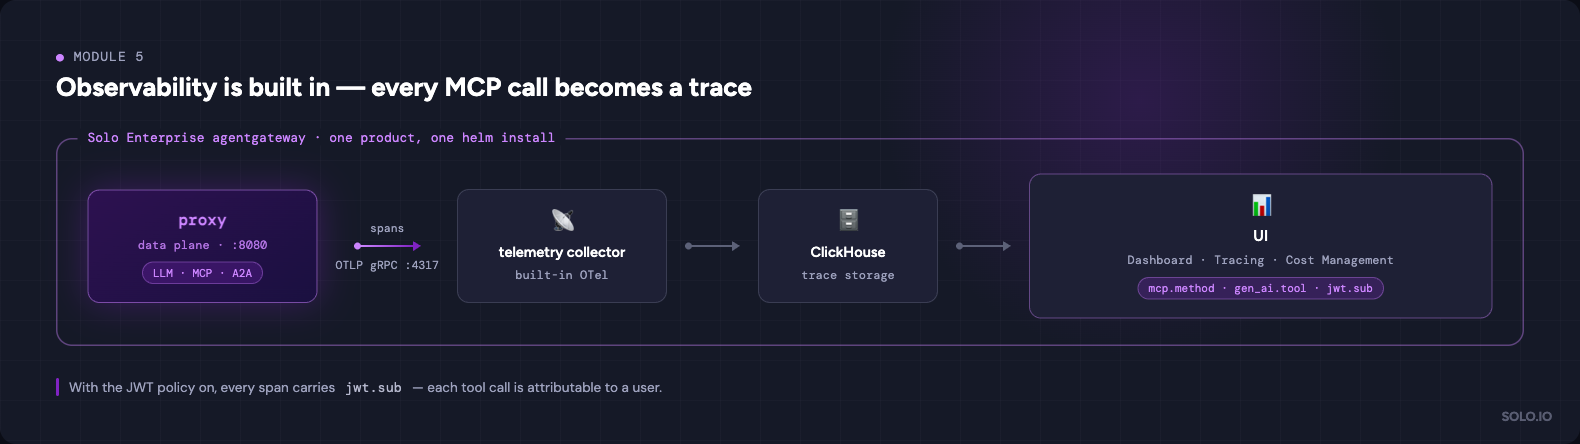 MODULE 5
Observability is built in — every MCP call becomes a trace
Solo Enterprise agentgateway · one product, one helm install
proxy
data plane · :8080
LLM · MCP · A2A
spans
OTLP gRPC :4317
telemetry collector
built-in OTel
ClickHouse
trace storage
UI
Dashboard · Tracing · Cost Management
mcp.method · gen_ai.tool · jwt.sub
With the JWT policy on, every span carries jwt.sub — each tool call is attributable to a user.
SOLO.IO